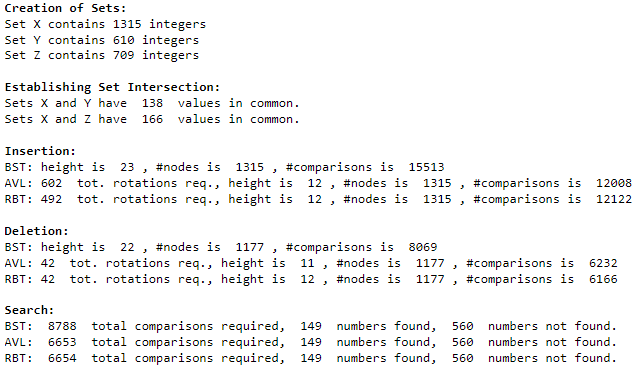 Creation of Sets:
Set X contains 1315 integers
Set Y contains 610 integers
Set Z contains 709 integers
Establishing Set Intersection:
Sets X and Y have  138  values in common.
Sets X and Z have  166  values in common.
Insertion:
BST: height is  23 , #nodes is  1315 , #comparisons is  15513
AVL: 602  tot. rotations req., height is  12 , #nodes is  1315 , #comparisons is  12008
RBT: 492  tot. rotations req., height is  12 , #nodes is  1315 , #comparisons is  12122
Deletion:
BST: height is  22 , #nodes is  1177 , #comparisons is  8069
AVL: 42  tot. rotations req., height is  11 , #nodes is  1177 , #comparisons is  6232
RBT: 42  tot. rotations req., height is  12 , #nodes is  1177 , #comparisons is  6166
Search:
BST:  8788  total comparisons required,  149  numbers found,  560  numbers not found.
AVL:  6653  total comparisons required,  149  numbers found,  560  numbers not found.
RBT:  6654  total comparisons required,  149  numbers found,  560  numbers not found.